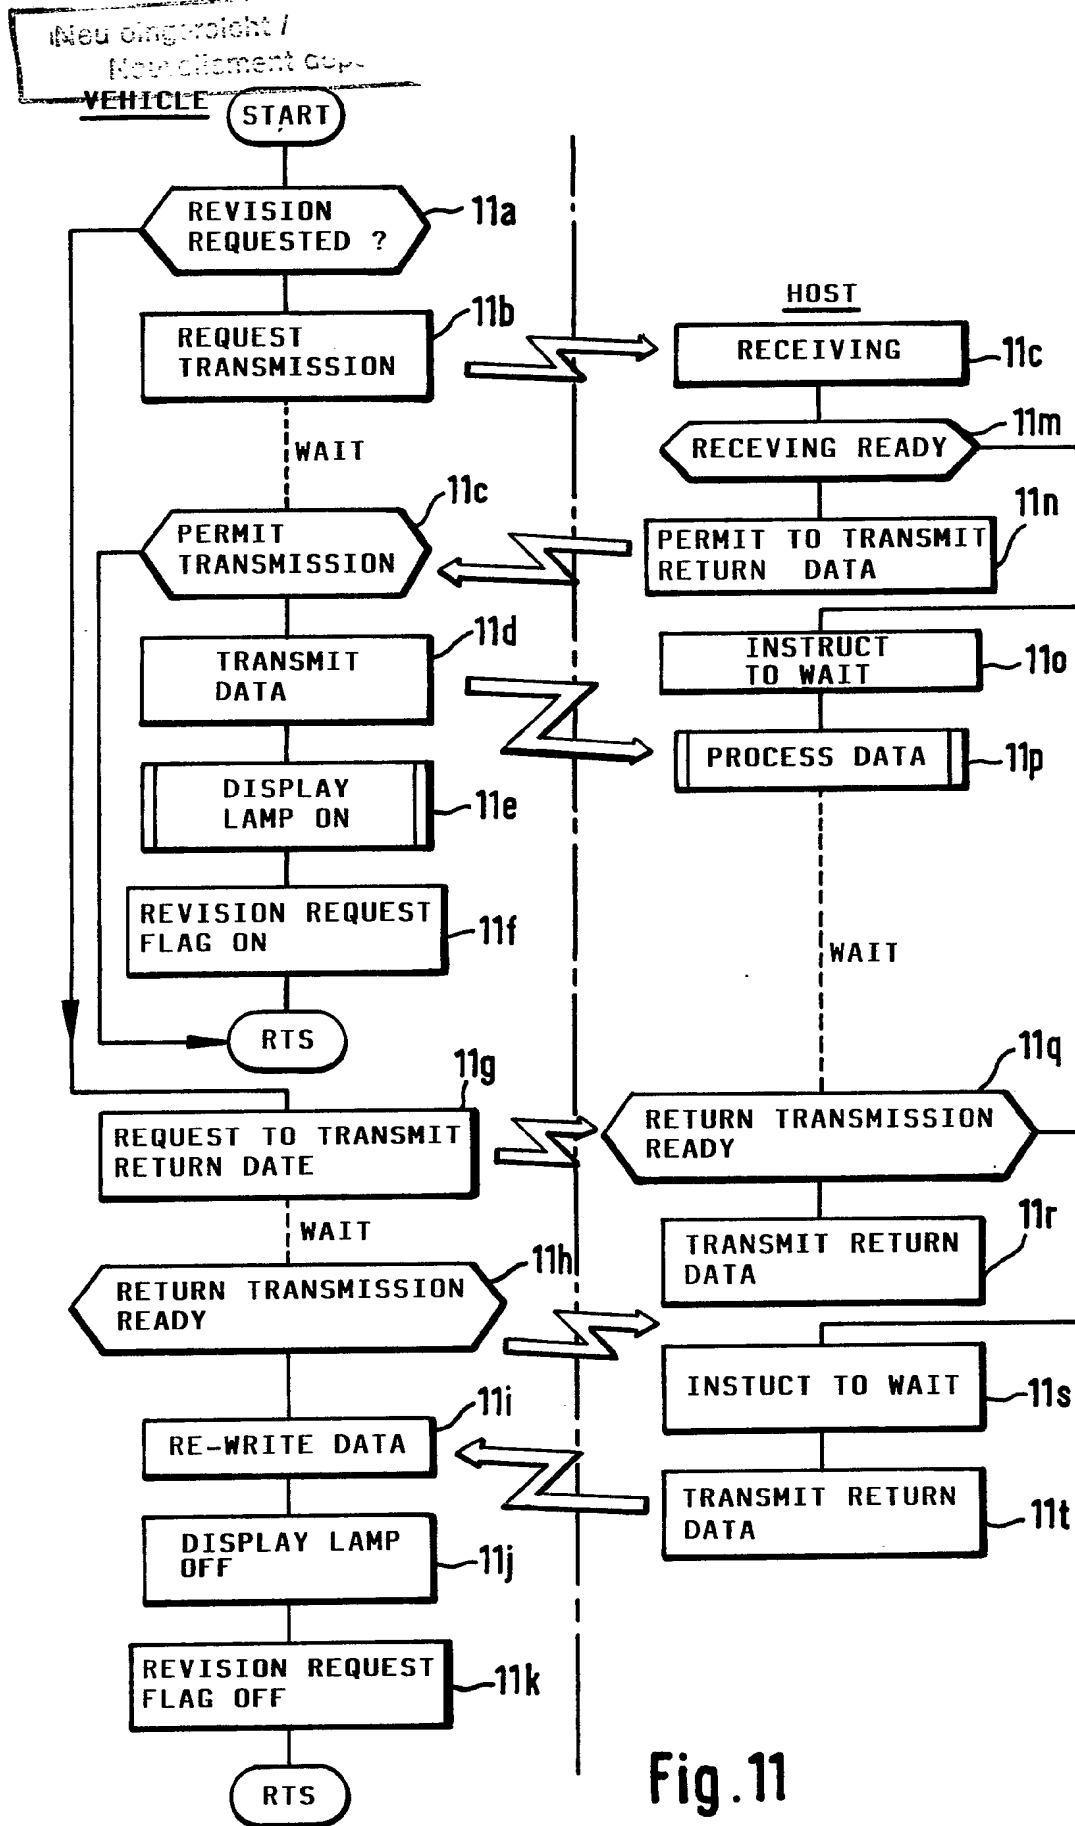 Neu eingereicht /
VEHICLE
START
REVISION
REQUESTED ?
11a
HOST
REQUEST
TRANSMISSION
11b
RECEIVING
11c
WAIT
RECEVING READY
11m
PERMIT
TRANSMISSION
11c
PERMIT TO TRANSMIT
RETURN DATA
11n
TRANSMIT
DATA
11d
INSTRUCT
TO WAIT
11o
PROCESS DATA
11p
DISPLAY
LAMP ON
11e
REVISION REQUEST
FLAG ON
11f
WAIT
RTS
REQUEST TO TRANSMIT
RETURN DATE
11g
RETURN TRANSMISSION
READY
11q
WAIT
TRANSMIT RETURN
DATA
11r
RETURN TRANSMISSION
READY
11h
INSTUCT TO WAIT
11s
RE-WRITE DATA
11i
TRANSMIT RETURN
DATA
11t
DISPLAY LAMP
OFF
11j
REVISION REQUEST
FLAG OFF
11k
RTS
Fig.11